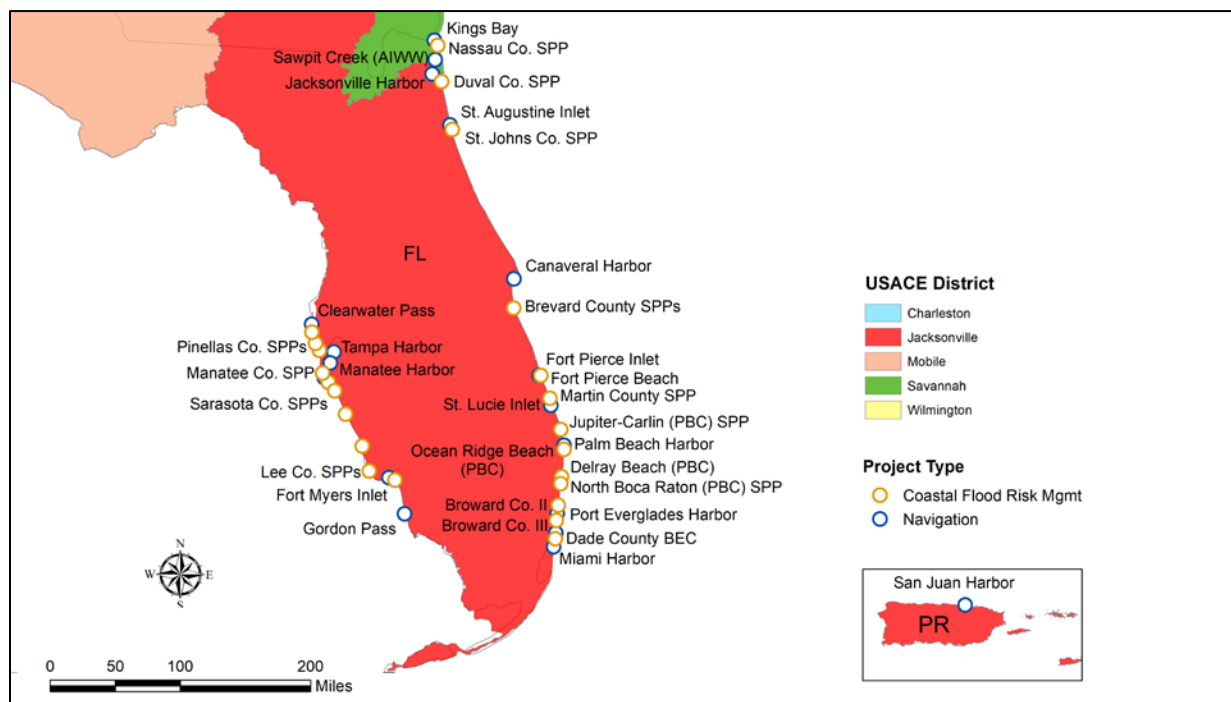 Kings Bay
Nassau Co. SPP
Sawpit Creek (AIWW)
Jacksonville Harbor
Duval Co. SPP
St. Augustine Inlet
St. Johns Co. SPP
FL
Canaveral Harbor
Brevard County SPPs
Clearwater Pass
Pinellas Co. SPPs
Tampa Harbor
Manatee Co. SPP
Manatee Harbor
Sarasota Co. SPPs
Fort Pierce Inlet
Fort Pierce Beach
Martin County SPP
St. Lucie Inlet
Jupiter-Carlin (PBC) SPP
Palm Beach Harbor
Ocean Ridge Beach
(PBC)
Delray Beach (PBC)
North Boca Raton (PBC) SPP
Lee Co. SPPs
Fort Myers Inlet
Gordon Pass
Broward Co. II
Port Everglades Harbor
Broward Co. III
Dade County BEC
Miami Harbor
USACE District
Charleston
Jacksonville
Mobile
Savannah
Wilmington
Project Type
Coastal Flood Risk Mgmt
Navigation
San Juan Harbor
PR
N
W
E
S
0 50 100 200
Miles